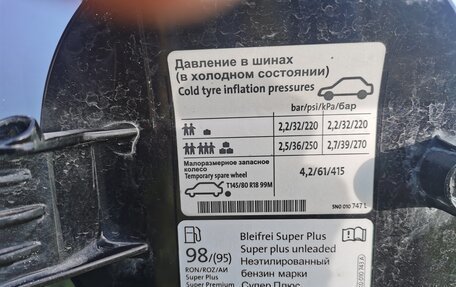 Давление в шинах
(в холодном состоянии)
Cold tyre inflation pressures
bar/psi/kPa/бар
2,2/32/220 2,2/32/220
2,5/36/250 2,7/39/270
Малоразмерное запасное
колесо
Temporary spare wheel
T145/80 R18 99M
4,2/61/415
5N0 010 747 L
98/(95)
RON/ROZ/АИ
Super Plus
Super Premium
Bleifrei Super Plus
Super plus unleaded
Неэтилированный
бензин марки
Супер Плюс